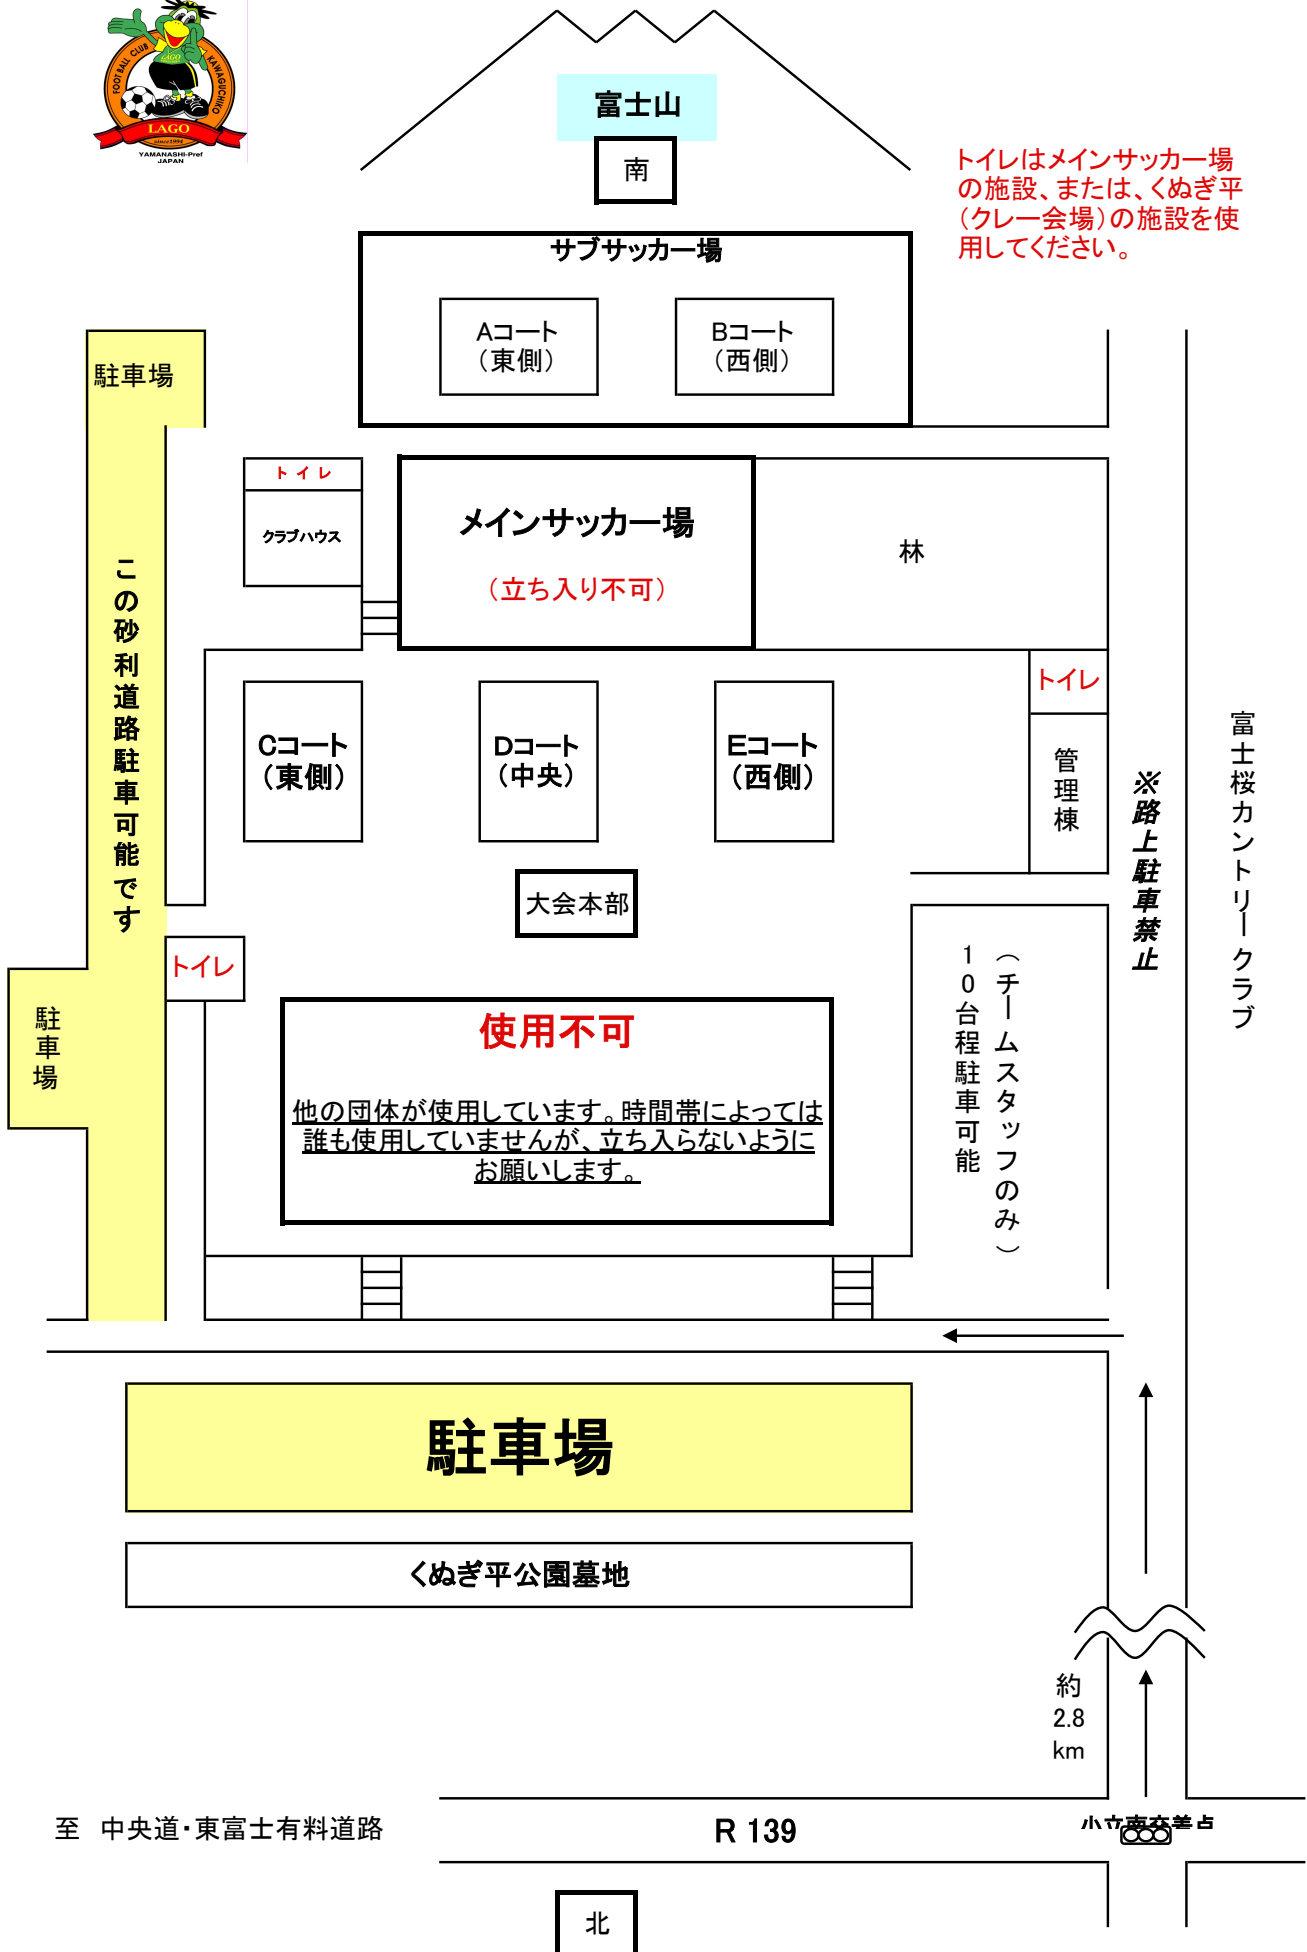 FOOT BALL CLUB KAWAGUCHIKO
LAGO
LAGO
since 1994
YAMANASHI-Pref
JAPAN
富士山
南
トイレはメインサッカー場
の施設、または、くぬぎ平
（クレー会場）の施設を使
用してください。
サブサッカー場
Aコート
（東側）
Bコート
（西側）
駐車場
トイレ
クラブハウス
メインサッカー場
（立ち入り不可）
林
この砂利道路駐車可能です
トイレ
管理棟
Cコート
（東側）
Dコート
（中央）
Eコート
（西側）
※路上駐車禁止
富士桜カントリークラブ
大会本部
トイレ
駐車場
使用不可
他の団体が使用しています。時間帯によっては
誰も使用していませんが、立ち入らないように
お願いします。
（チームスタッフのみ）
10台程駐車可能
駐車場
くぬぎ平公園墓地
約
2.8
km
至 中央道・東富士有料道路
R 139
小立南交差点
北